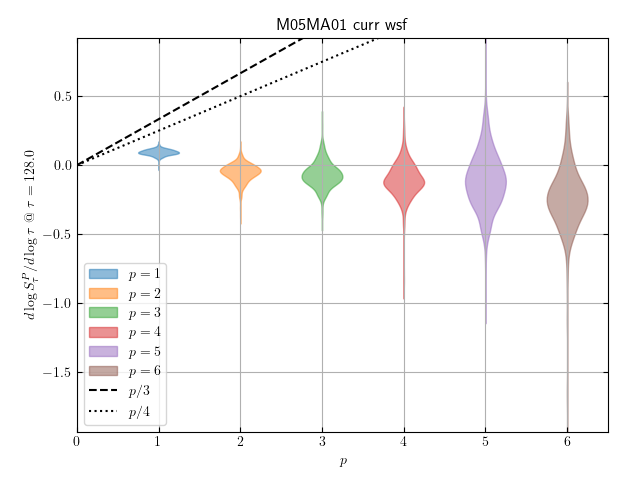 M05MA01 curr wsf
d log S_τ^P / d log τ @ τ = 128.0
0.5
0.0
−0.5
−1.0
−1.5
p = 1
p = 2
p = 3
p = 4
p = 5
p = 6
p/3
p/4
0 1 2 3 4 5 6
p